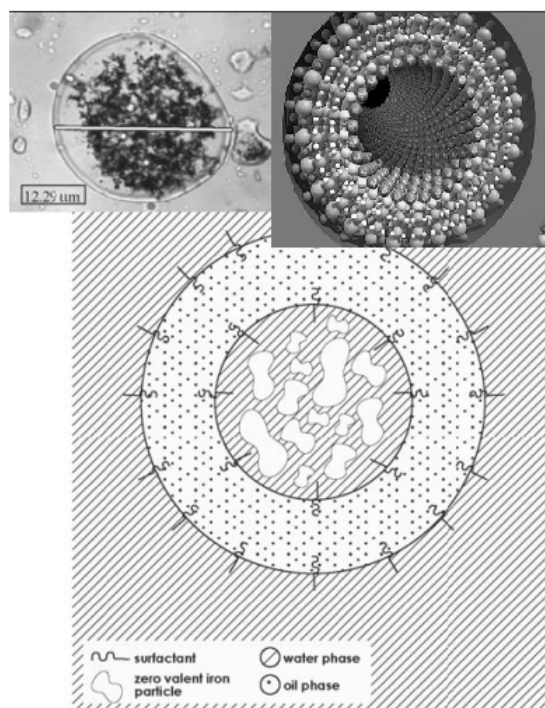 12.29 um
surfactant
water phase
zero valent iron
particle
oil phase